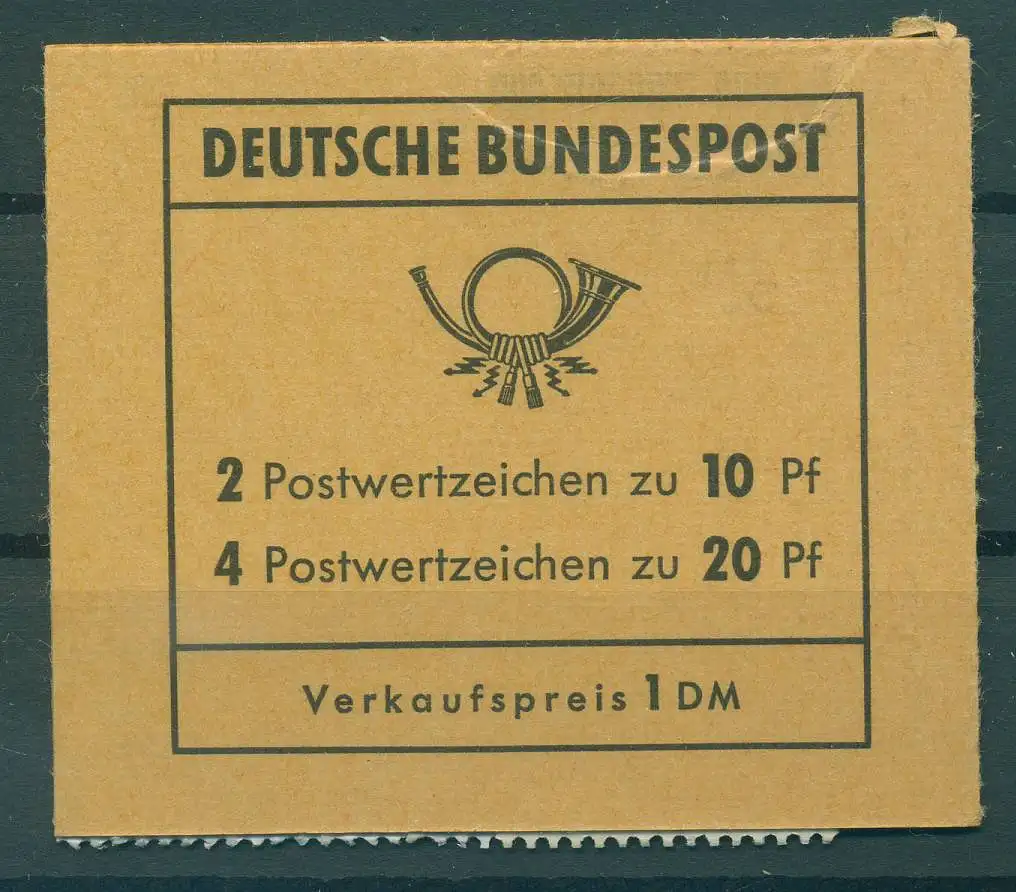 DEUTSCHE BUNDESPOST
2 Postwertzeichen zu 10 Pf
4 Postwertzeichen zu 20 Pf
Verkaufspreis 1 DM